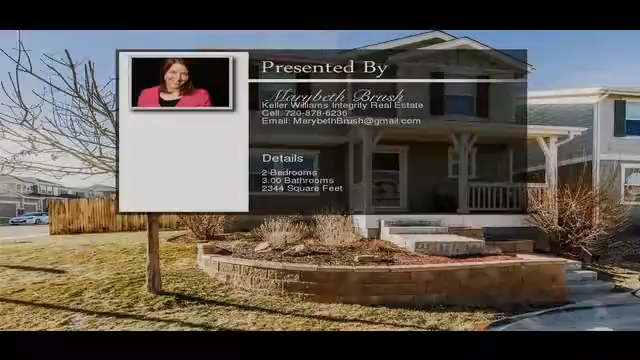 Presented By
Marybeth Brush
Keller Williams Integrity Real Estate
Cell: 720-878-6236
Email: MarybethBrush@gmail.com
Details
2 Bedrooms
3.00 Bathrooms
2344 Square Feet